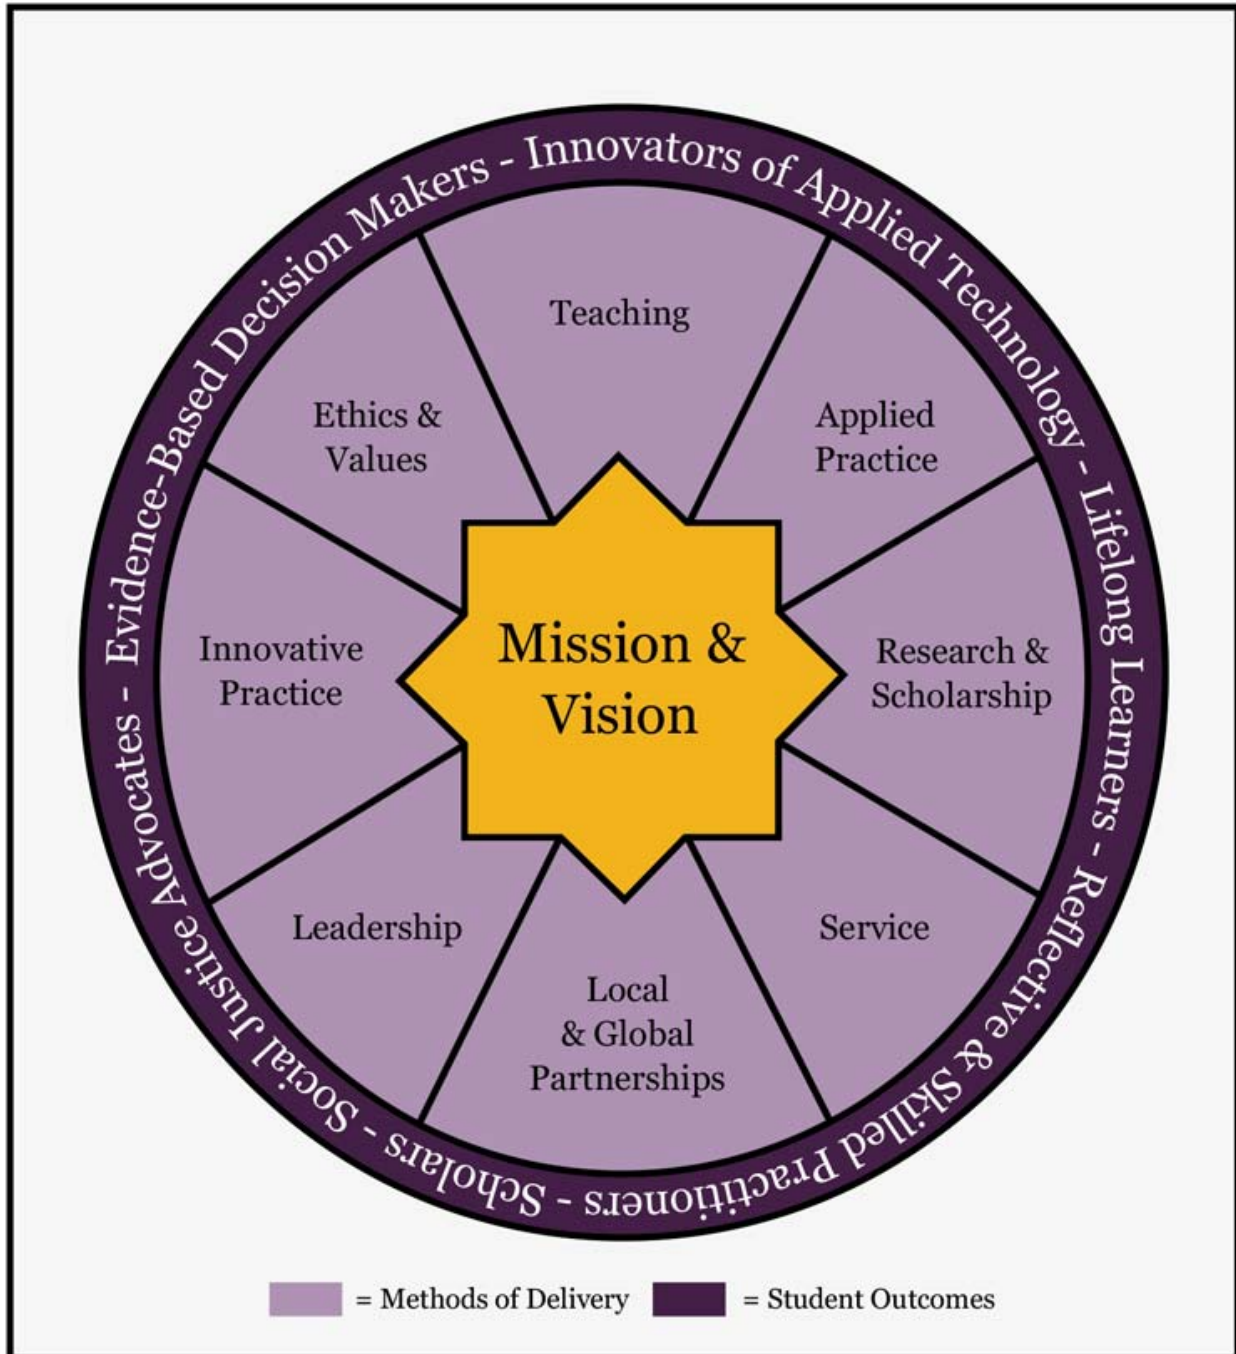 Evidence-Based Decision Makers - Innovators of Applied Technology - Lifelong Learners - Reflective & Skilled Practitioners - Scholars - Social Justice Advocates -
Teaching
Applied
Practice
Research &
Scholarship
Service
Local
& Global
Partnerships
Leadership
Innovative
Practice
Ethics &
Values
Mission &
Vision
= Methods of Delivery
= Student Outcomes